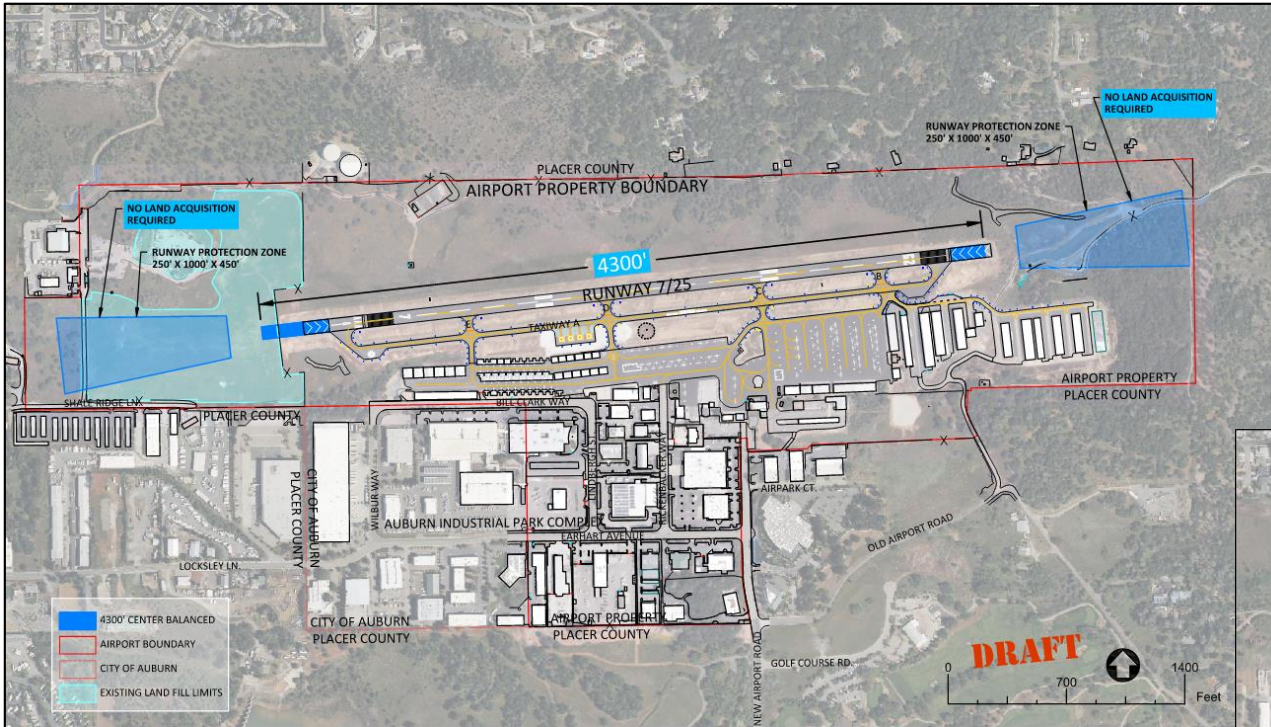 NO LAND ACQUISITION
REQUIRED
RUNWAY PROTECTION ZONE
250' X 1000' X 450'
PLACER COUNTY
AIRPORT PROPERTY BOUNDARY
NO LAND ACQUISITION
REQUIRED
RUNWAY PROTECTION ZONE
250' X 1000' X 450'
4300'
RUNWAY 7/25
B
TAXIWAY A
E
AIRPORT PROPERTY
PLACER COUNTY
SHALE RIDGE LN.
PLACER COUNTY
BILL CLARK WAY
CITY OF AUBURN
PLACER COUNTY
WILBUR WAY
LINDBERGH ST.
RICKENBACKER WAY
AIRPARK CT.
AUBURN INDUSTRIAL PARK COMPLEX
EARHART AVENUE
OLD AIRPORT ROAD
LOCKSLEY LN.
4300' CENTER BALANCED
AIRPORT BOUNDARY
CITY OF AUBURN
EXISTING LAND FILL LIMITS
CITY OF AUBURN
PLACER COUNTY
AIRPORT PROPERTY
PLACER COUNTY
NEW AIRPORT ROAD
GOLF COURSE RD.
DRAFT
0
700
1400
Feet